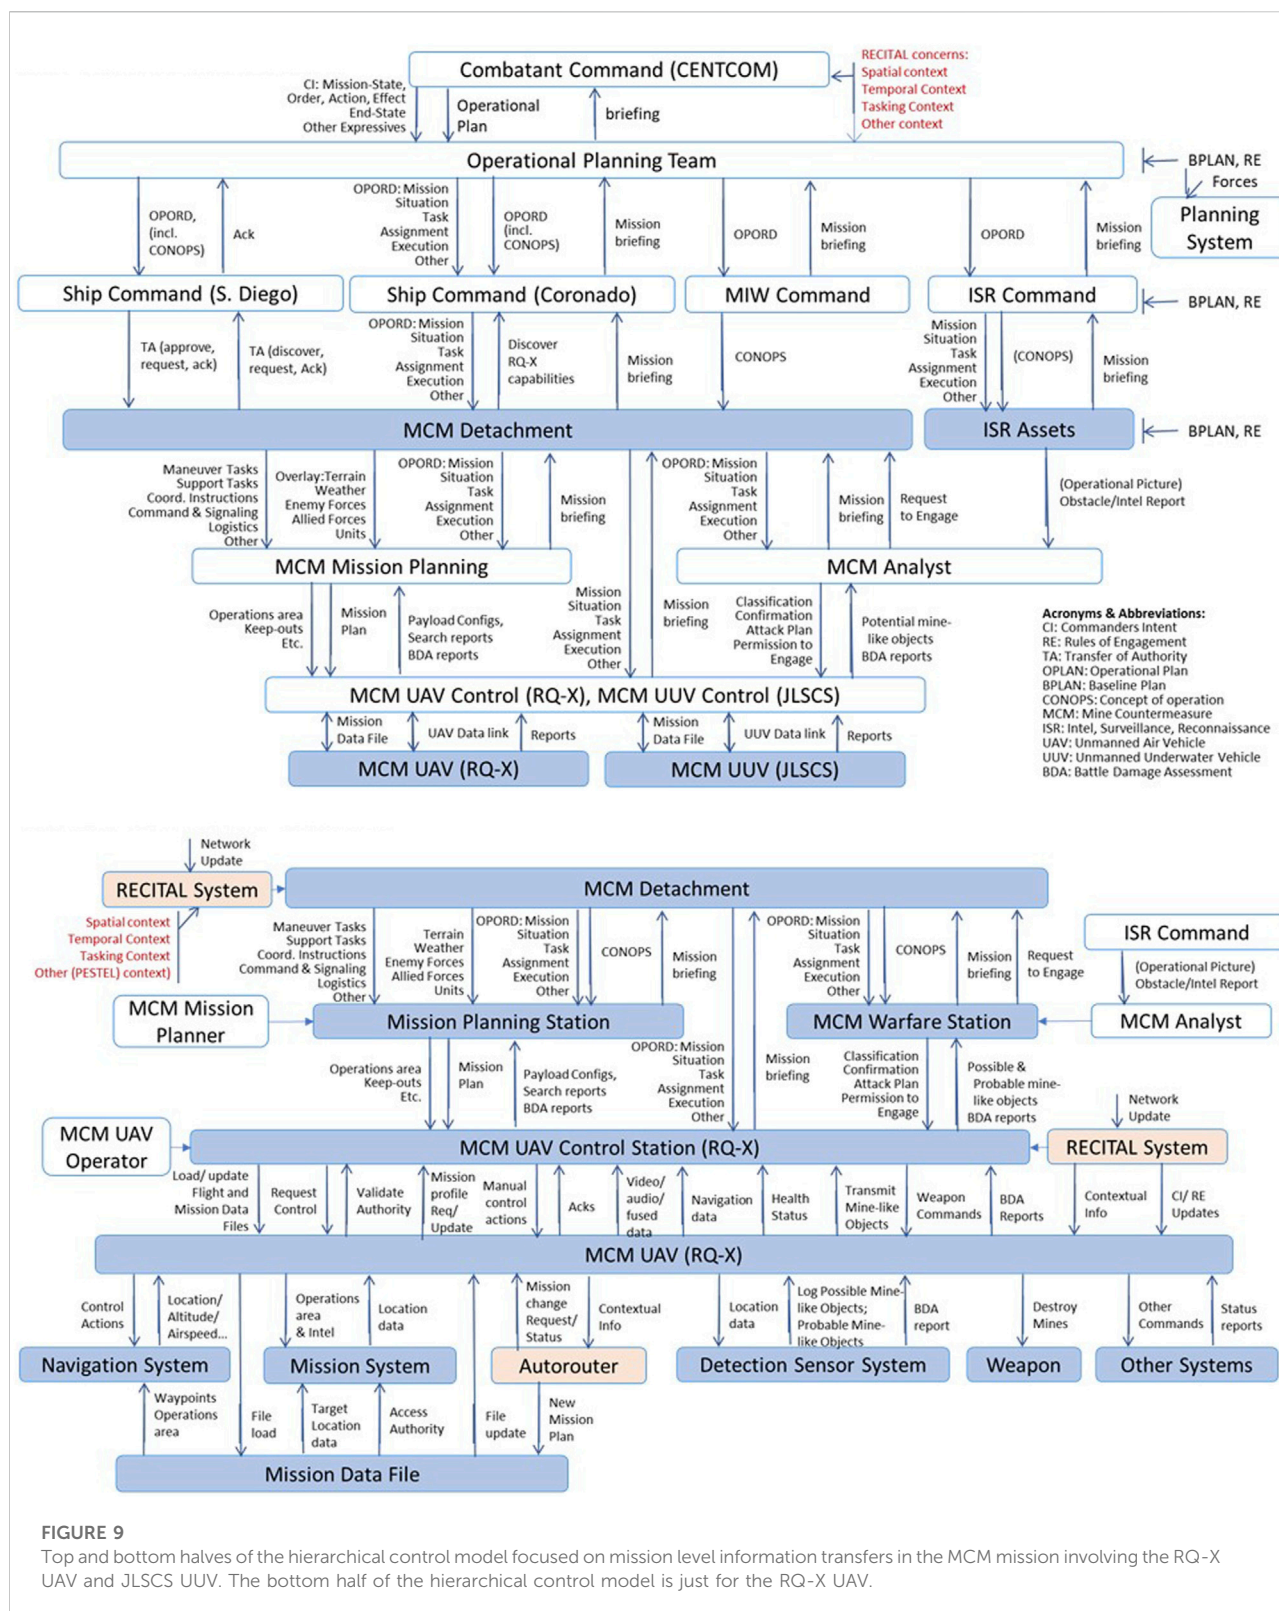 Combatant Command (CENTCOM)
RECITAL concerns:
Spatial context
Temporal Context
Tasking Context
Other context
CI: Mission-State,
Order, Action, Effect
End-State
Other Expressives
Operational
Plan
briefing
Operational Planning Team
BPLAN, RE
Forces
Planning
System
OPORD,
(incl.
CONOPS)
Ack
OPORD: Mission
Situation
Task
Assignment
Execution
Other
OPORD
(incl
CONOPS)
Mission
briefing
OPORD
Mission
briefing
OPORD
Mission
briefing
Ship Command (S. Diego)
Ship Command (Coronado)
MIW Command
ISR Command
BPLAN, RE
TA (approve,
request, ack)
TA (discover,
request, Ack)
OPORD: Mission
Situation
Task
Assignment
Execution
Other
Discover
RQ-X
capabilities
Mission
briefing
CONOPS
Mission
Situation
Task
Assignment
Execution
Other
(CONOPS)
Mission
briefing
MCM Detachment
ISR Assets
BPLAN, RE
Maneuver Tasks
Support Tasks
Coord. Instructions
Command & Signaling
Logistics
Other
Overlay:Terrain
Weather
Enemy Forces
Allied Forces
Units
OPORD: Mission
Situation
Task
Assignment
Execution
Other
Mission
briefing
OPORD: Mission
Situation
Task
Assignment
Execution
Other
Mission
briefing
Request
to Engage
(Operational Picture)
Obstacle/Intel Report
MCM Mission Planning
MCM Analyst
Operations area
Keep-outs
Etc.
Mission
Plan
Payload Configs,
Search reports
BDA reports
Mission
Situation
Task
Assignment
Execution
Other
Mission
briefing
Classification
Confirmation
Attack Plan
Permission to
Engage
Potential mine-
like objects
BDA reports
Acronyms & Abbreviations:
CI: Commanders Intent
RE: Rules of Engagement
TA: Transfer of Authority
OPLAN: Operational Plan
BPLAN: Baseline Plan
CONOPS: Concept of operation
MCM: Mine Countermeasure
ISR: Intel, Surveillance, Reconnaissance
UAV: Unmanned Air Vehicle
UUV: Unmanned Underwater Vehicle
BDA: Battle Damage Assessment
MCM UAV Control (RQ-X), MCM UUV Control (JLSCS)
Mission
Data File
UAV Data link
Reports
Mission
Data File
UUV Data link
Reports
MCM UAV (RQ-X)
MCM UUV (JLSCS)
Network
Update
RECITAL System
MCM Detachment
Spatial context
Temporal Context
Tasking Context
Other (PESTEL) context)
Maneuver Tasks
Support Tasks
Coord. Instructions
Command & Signaling
Logistics
Other
Terrain
Weather
Enemy Forces
Allied Forces
Units
OPORD: Mission
Situation
Task
Assignment
Execution
Other
CONOPS
Mission
briefing
OPORD: Mission
Situation
Task
Assignment
Execution
Other
CONOPS
Mission
briefing
Request
to Engage
ISR Command
(Operational Picture)
Obstacle/Intel Report
MCM Mission
Planner
Mission Planning Station
MCM Warfare Station
MCM Analyst
Operations area
Keep-outs
Etc.
Mission
Plan
Payload Configs,
Search reports
BDA reports
OPORD: Mission
Situation
Task
Assignment
Execution
Other
Mission
briefing
Classification
Confirmation
Attack Plan
Permission to
Engage
Possible &
Probable mine-
like objects
BDA reports
Network
Update
MCM UAV
Operator
MCM UAV Control Station (RQ-X)
RECITAL System
Load/ update
Flight and
Mission Data
Files
Request
Control
Validate
Authority
Mission
profile
Req/
Update
Manual
control
actions
Acks
Video/
audio/
fused
data
Navigation
data
Health
Status
Transmit
Mine-like
Objects
Weapon
Commands
BDA
Reports
Contextual
Info
CI/ RE
Updates
MCM UAV (RQ-X)
Control
Actions
Location/
Altitude/
Airspeed...
Operations
area
& Intel
Location
data
Mission
change
Request/
Status
Contextual
Info
Location
data
Log Possible Mine-
like Objects;
Probable Mine-
like Objects
BDA
report
Destroy
Mines
Other
Commands
Status
reports
Navigation System
Mission System
Autorouter
Detection Sensor System
Weapon
Other Systems
Waypoints
Operations
area
File
load
Target
Location
data
Access
Authority
File
update
New
Mission
Plan
Mission Data File
FIGURE 9
Top and bottom halves of the hierarchical control model focused on mission level information transfers in the MCM mission involving the RQ-X
UAV and JLSCS UUV. The bottom half of the hierarchical control model is just for the RQ-X UAV.